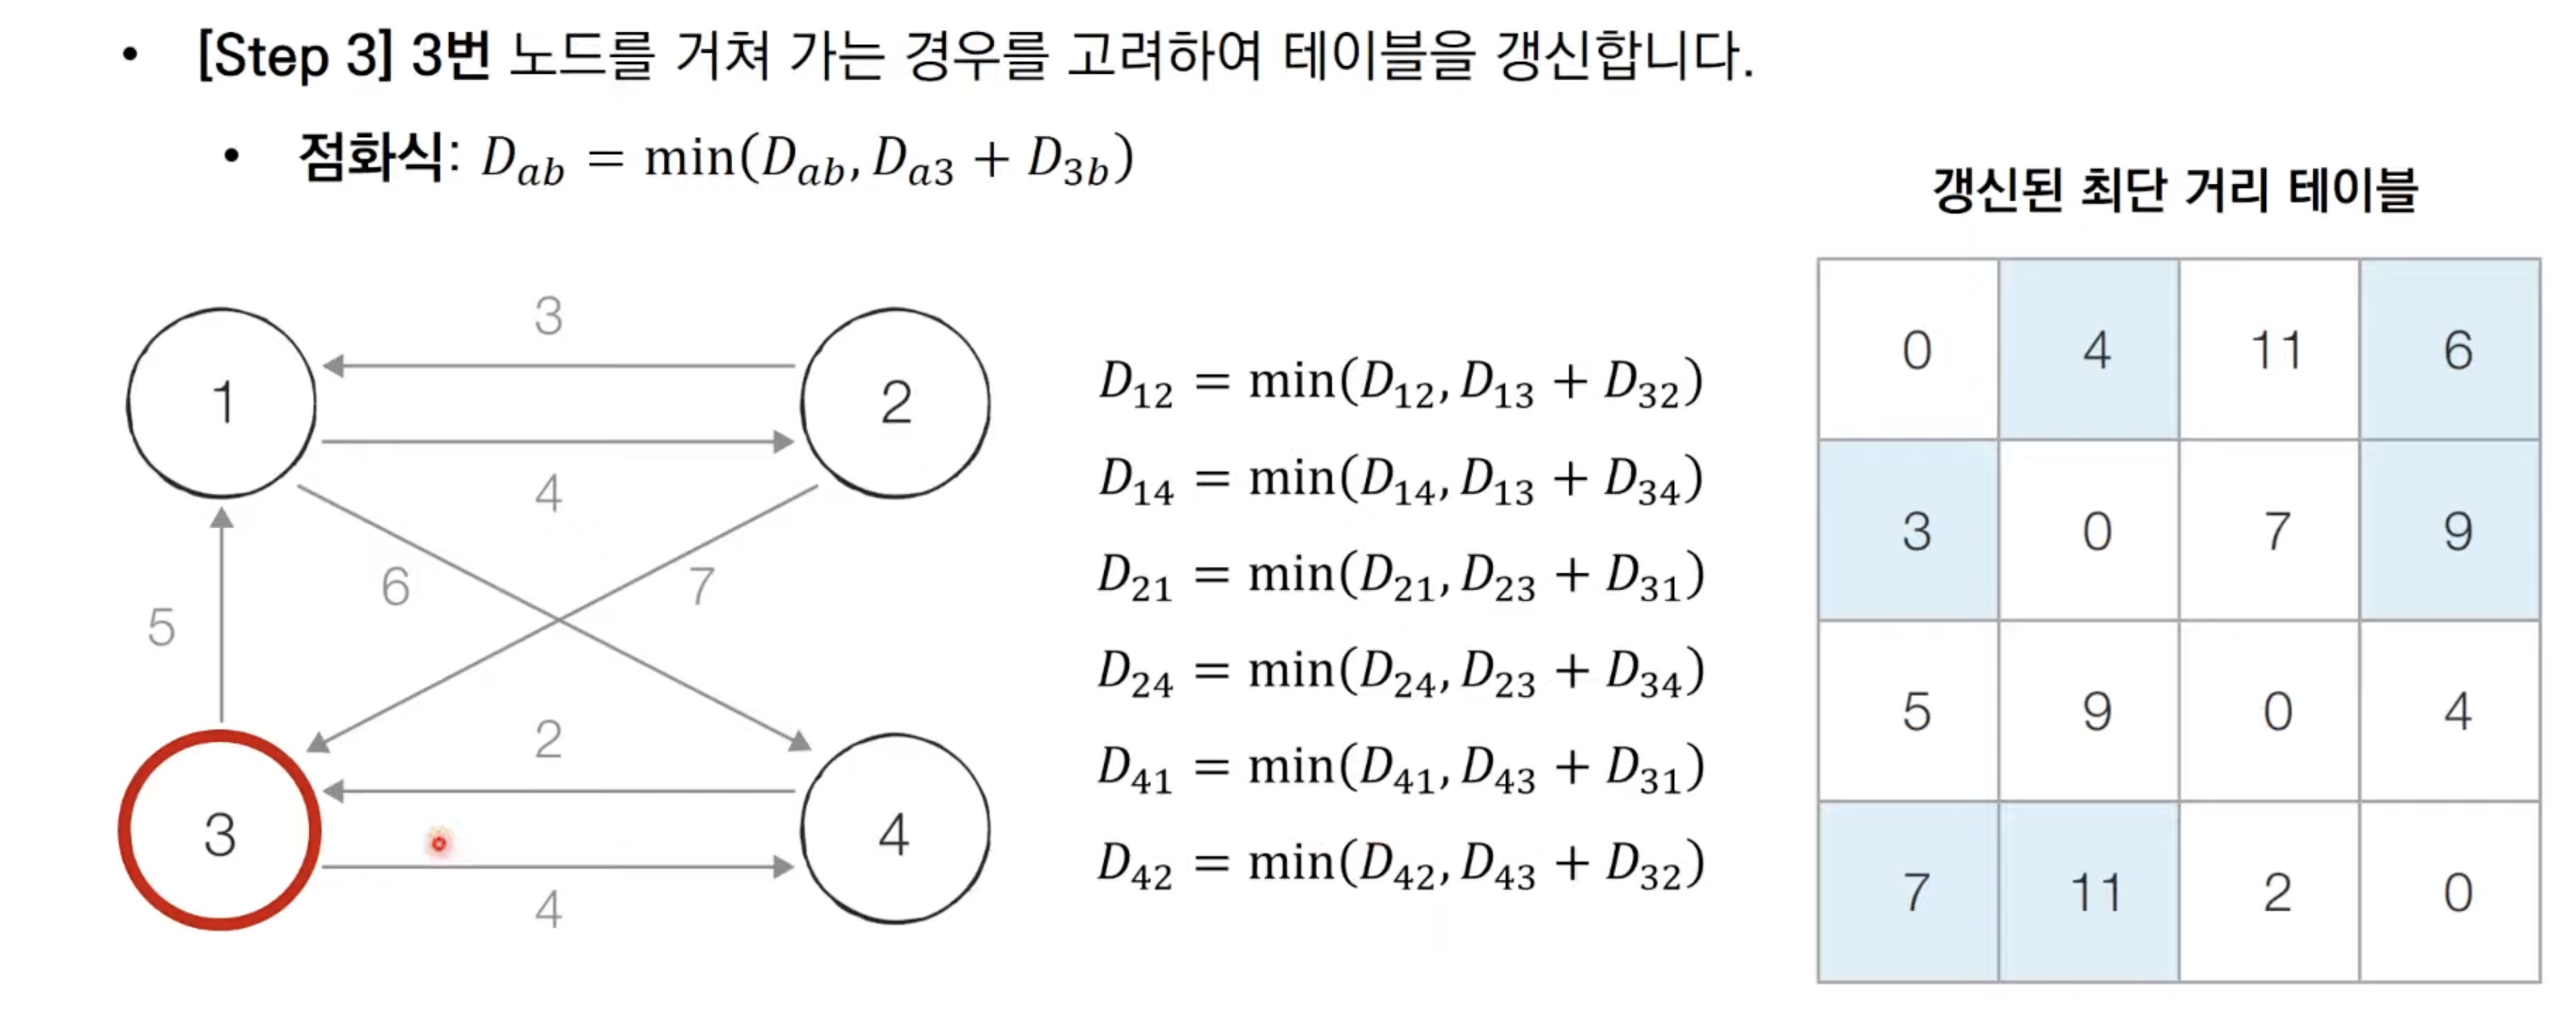 • [Step 3] 3번 노드를 거쳐 가는 경우를 고려하여 테이블을 갱신합니다.
• 점화식: D_{ab} = min(D_{ab}, D_{a3} + D_{3b})
갱신된 최단 거리 테이블
3
1
2
4
6
7
5
2
3
4
4
D_{12} = min(D_{12}, D_{13} + D_{32})
D_{14} = min(D_{14}, D_{13} + D_{34})
D_{21} = min(D_{21}, D_{23} + D_{31})
D_{24} = min(D_{24}, D_{23} + D_{34})
D_{41} = min(D_{41}, D_{43} + D_{31})
D_{42} = min(D_{42}, D_{43} + D_{32})
0 4 11 6
3 0 7 9
5 9 0 4
7 11 2 0